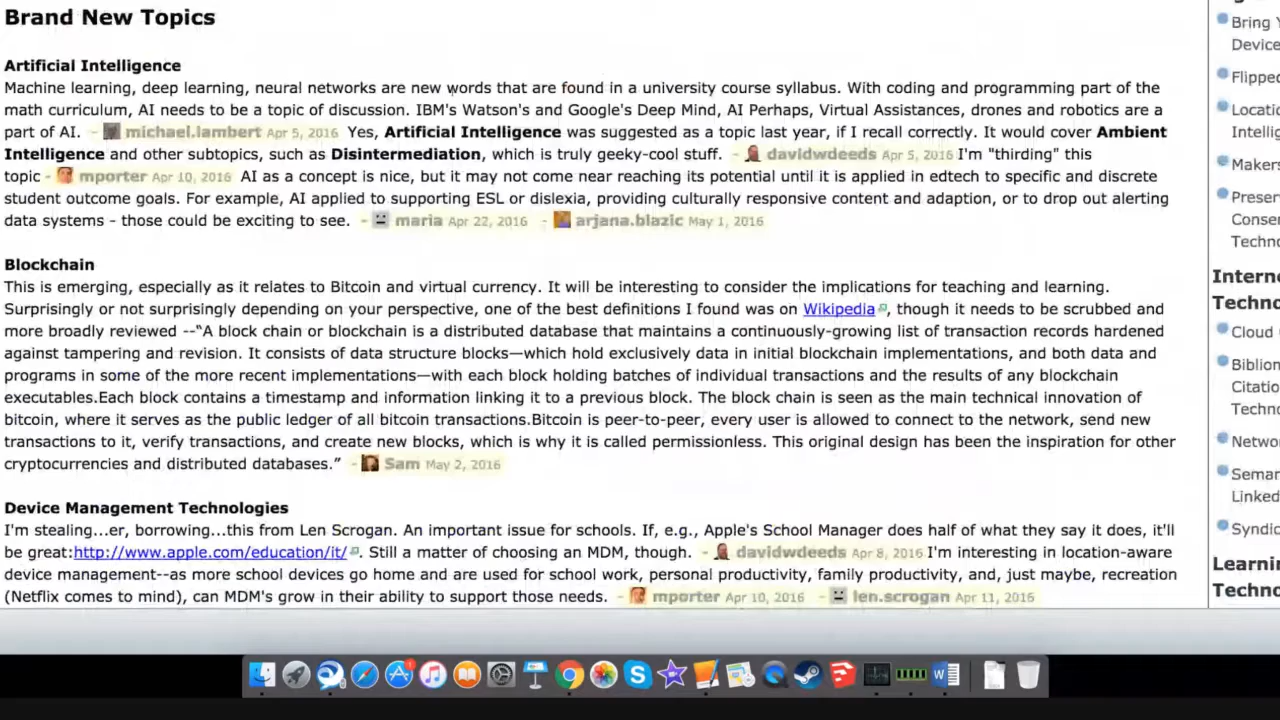 Brand New Topics
Artificial Intelligence
Machine learning, deep learning, neural networks are new words that are found in a university course syllabus. With coding and programming part of the
math curriculum, AI needs to be a topic of discussion. IBM's Watson's and Google's Deep Mind, AI Perhaps, Virtual Assistances, drones and robotics are a
part of AI. - michael.lambert Apr 5, 2016 Yes, Artificial Intelligence was suggested as a topic last year, if I recall correctly. It would cover Ambient
Intelligence and other subtopics, such as Disintermediation, which is truly geeky-cool stuff. - davidwdeeds Apr 5, 2016 I'm "thirding" this
topic - mporter Apr 10, 2016 AI as a concept is nice, but it may not come near reaching its potential until it is applied in edtech to specific and discrete
student outcome goals. For example, AI applied to supporting ESL or dislexia, providing culturally responsive content and adaption, or to drop out alerting
data systems - those could be exciting to see. - maria Apr 22, 2016 - arjana.blazic May 1, 2016
Blockchain
This is emerging, especially as it relates to Bitcoin and virtual currency. It will be interesting to consider the implications for teaching and learning.
Surprisingly or not surprisingly depending on your perspective, one of the best definitions I found was on Wikipedia, though it needs to be scrubbed and
more broadly reviewed --“A block chain or blockchain is a distributed database that maintains a continuously-growing list of transaction records hardened
against tampering and revision. It consists of data structure blocks—which hold exclusively data in initial blockchain implementations, and both data and
programs in some of the more recent implementations—with each block holding batches of individual transactions and the results of any blockchain
executables.Each block contains a timestamp and information linking it to a previous block. The block chain is seen as the main technical innovation of
bitcoin, where it serves as the public ledger of all bitcoin transactions.Bitcoin is peer-to-peer, every user is allowed to connect to the network, send new
transactions to it, verify transactions, and create new blocks, which is why it is called permissionless. This original design has been the inspiration for other
cryptocurrencies and distributed databases.” - Sam May 2, 2016
Device Management Technologies
I'm stealing...er, borrowing...this from Len Scrogan. An important issue for schools. If, e.g., Apple's School Manager does half of what they say it does, it'll
be great:http://www.apple.com/education/it/. Still a matter of choosing an MDM, though. - davidwdeeds Apr 8, 2016 I'm interesting in location-aware
device management--as more school devices go home and are used for school work, personal productivity, family productivity, and, just maybe, recreation
(Netflix comes to mind), can MDM's grow in their ability to support those needs. - mporter Apr 10, 2016 - len.scrogan Apr 11, 2016
Bring Y
Device
Flipped
Locatio
Intellig
Makers
Preser
Conser
Techno
Intern
Techno
Cloud
Biblion
Citatio
Techno
Netwo
Seman
Linked
Syndic
Learnin
Techno